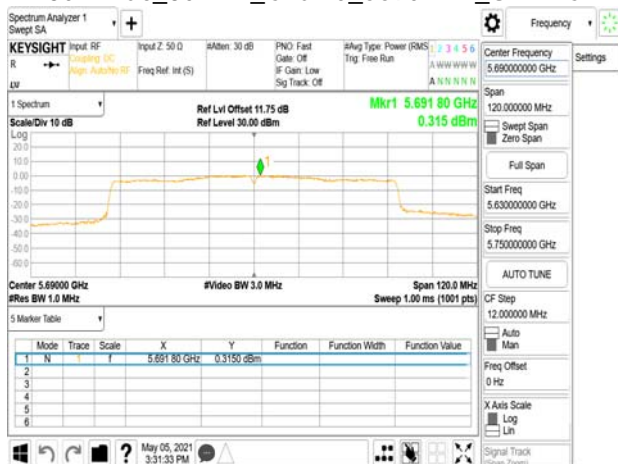 Spectrum Analyzer 1
Swept SA
+
Frequency
KEYSIGHT
R
Input: RF
Coupling: DC
Align: Auto/No RF
Input Z: 50 Ω
Freq Ref: Int (S)
#Atten: 30 dB
PNO: Fast
Gate: Off
IF Gain: Low
Sig Track: Off
#Avg Type: Power (RMS
Trig: Free Run
1 2 3 4 5 6
A W W W W W
A N N N N N
Center Frequency
5.690000000 GHz
Settings
Span
120.000000 MHz
Swept Span
Zero Span
Full Span
Start Freq
5.630000000 GHz
Stop Freq
5.750000000 GHz
AUTO TUNE
CF Step
12.000000 MHz
Auto
Man
Freq Offset
0 Hz
X Axis Scale
Log
Lin
Signal Track
(Span Zoom)
1 Spectrum
Scale/Div 10 dB
Ref Lvl Offset 11.75 dB
Ref Level 30.00 dBm
Mkr1 5.691 80 GHz
0.315 dBm
Log
20.0
10.0
0.00
-10.0
-20.0
-30.0
-40.0
-50.0
-60.0
1
Center 5.69000 GHz
#Res BW 1.0 MHz
#Video BW 3.0 MHz
Span 120.0 MHz
Sweep 1.00 ms (1001 pts)
5 Marker Table
Mode Trace Scale X Y Function Function Width Function Value
1 N 1 f 5.691 80 GHz 0.3150 dBm
2
3
4
5
6
?
May 05, 2021
3:31:33 PM